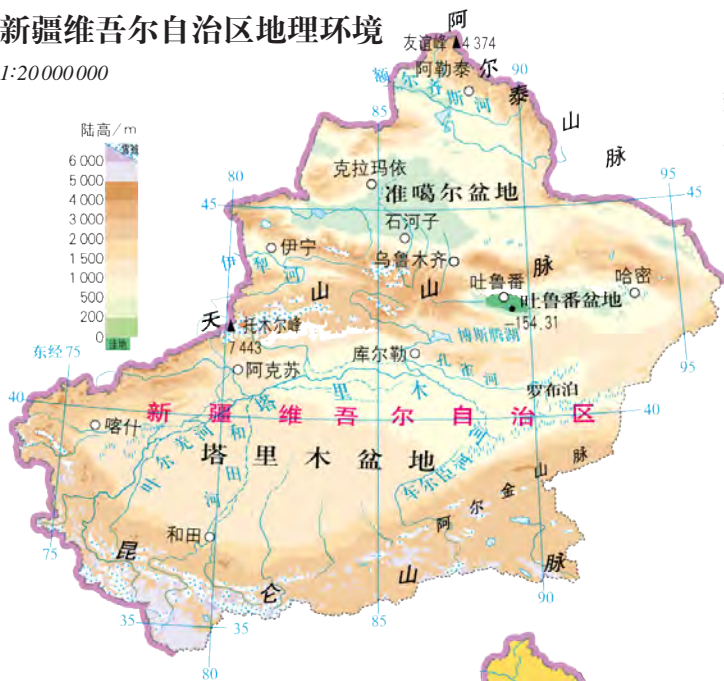 新疆维吾尔自治区地理环境
1:20000000
陆高/m
雪线
6 000
5 000
4 000
3 000
2 000
1 500
1 000
500
200
0
洼地
阿尔泰山脉
友谊峰
4 374
阿勒泰
额尔齐斯河
90
85
克拉玛依
准噶尔盆地
95
45
80
45
石河子
伊宁
乌鲁木齐
伊犁河
吐鲁番
哈密
吐鲁番盆地
-154.31
天山山脉
托木尔峰
7 443
博斯腾湖
东经75
库尔勒
孔雀河
阿克苏
95
塔里木河
罗布泊
40
新疆维吾尔自治区
40
喀什
叶尔羌河
和田河
塔里木盆地
车尔臣河
阿尔金山脉
和田
75
昆仑山脉
90
35
35
85
80